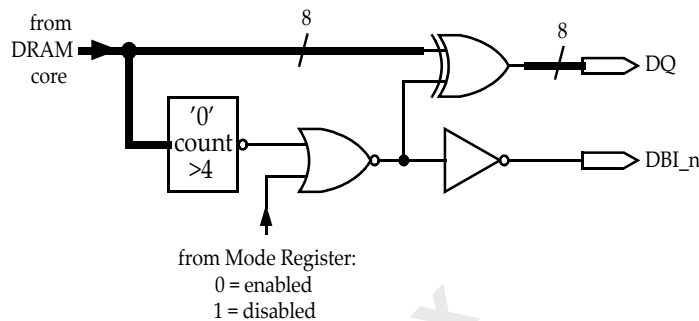 from
DRAM
core
8
8
DQ
'0'
count
>4
DBI_n
from Mode Register:
0 = enabled
1 = disabled